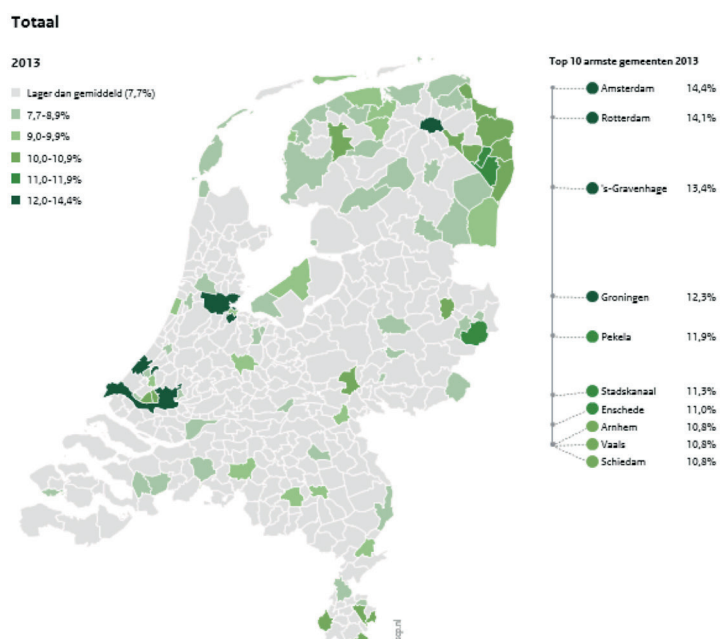 Totaal
2013
Lager dan gemiddeld (7,7%)
7,7-8,9%
9,0-9,9%
10,0-10,9%
11,0-11,9%
12,0-14,4%
Top 10 armste gemeenten 2013
Amsterdam 14,4%
Rotterdam 14,1%
's-Gravenhage 13,4%
Groningen 12,3%
Pekela 11,9%
Stadskanaal 11,3%
Enschede 11,0%
Arnhem 10,8%
Vaals 10,8%
Schiedam 10,8%
scp.nl